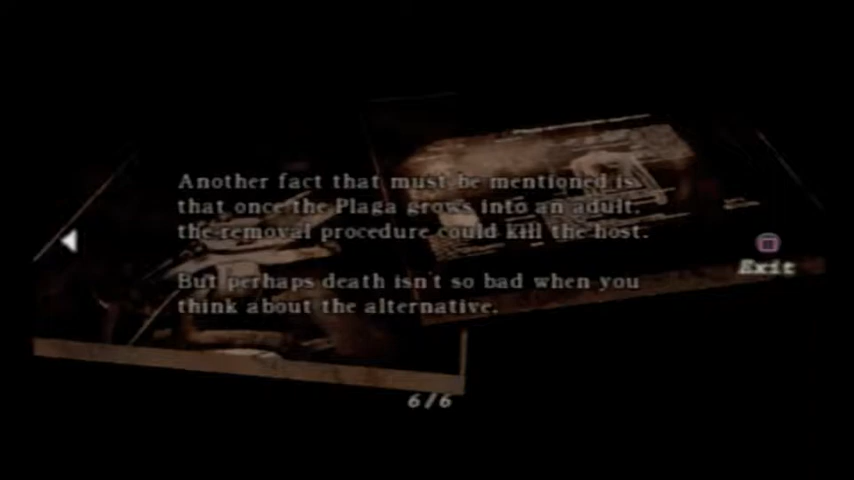 Another fact that must be mentioned is
that once the Plaga grows into an adult,
the removal procedure could kill the host.
But perhaps death isn't so bad when you
think about the alternative.
Exit
6/6